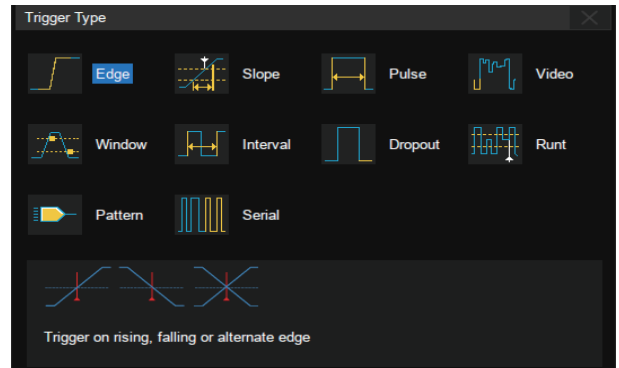 Trigger Type
Edge
Slope
Pulse
Video
Window
Interval
Dropout
Runt
Pattern
Serial
Trigger on rising, falling or alternate edge